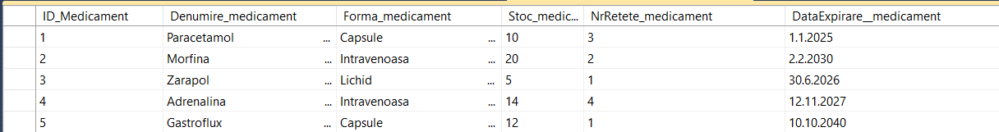 ID_Medicament Denumire_medicament Forma_medicament Stoc_medic... NrRetete_medicament DataExpirare__medicament
1 Paracetamol ... Capsule ... 10 3 1.1.2025
2 Morfina ... Intravenoasa ... 20 2 2.2.2030
3 Zarapol ... Lichid ... 5 1 30.6.2026
4 Adrenalina ... Intravenoasa ... 14 4 12.11.2027
5 Gastroflux ... Capsule ... 12 1 10.10.2040